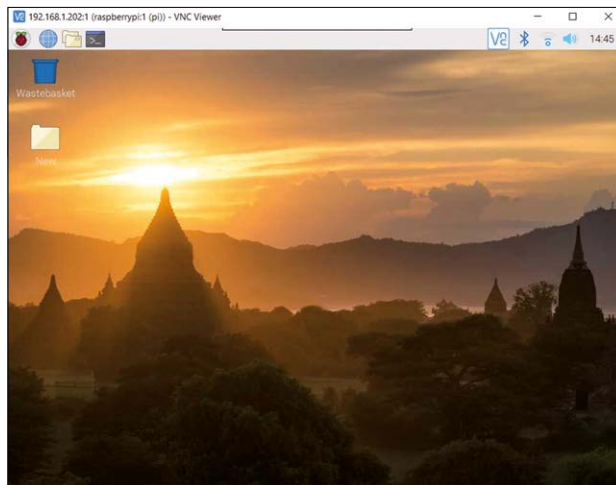 192.168.1.202:1 (raspberrypi:1 (pi)) - VNC Viewer
14:45
Wastebasket
New